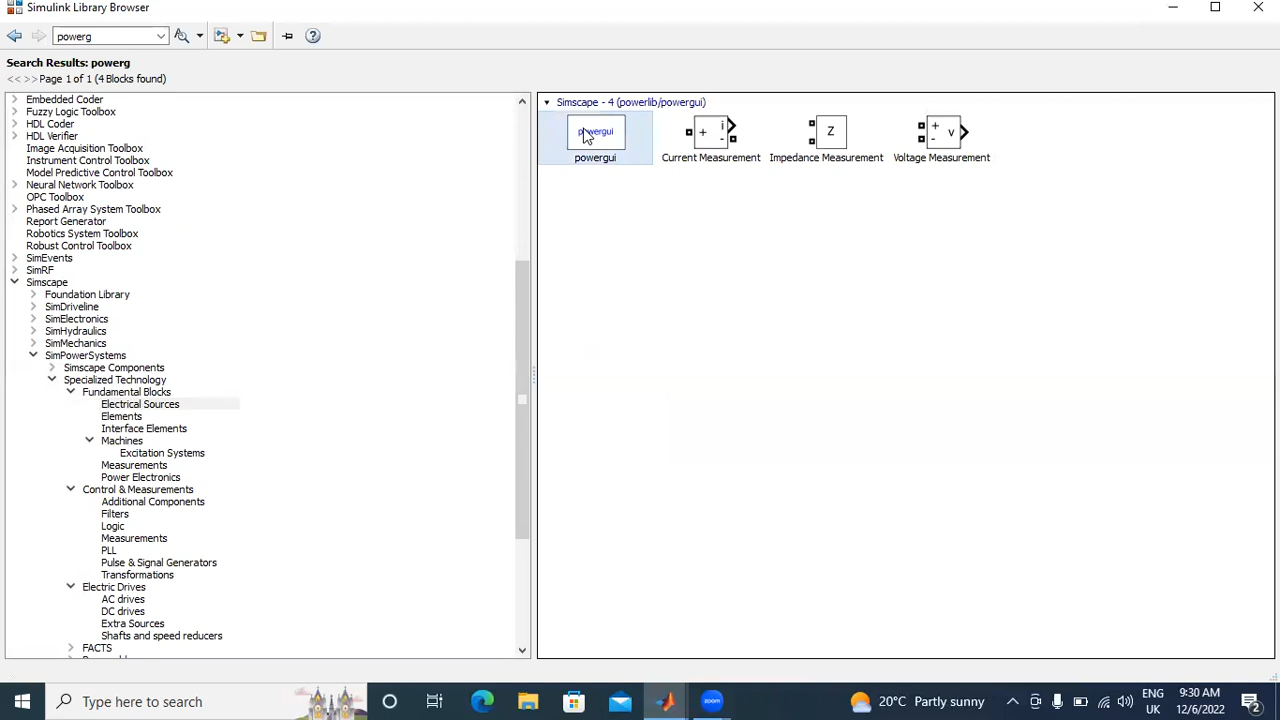 Simulink Library Browser
powerg
Search Results: powerg
<< >> Page 1 of 1 (4 Blocks found)
Embedded Coder
Fuzzy Logic Toolbox
HDL Coder
HDL Verifier
Image Acquisition Toolbox
Instrument Control Toolbox
Model Predictive Control Toolbox
Neural Network Toolbox
OPC Toolbox
Phased Array System Toolbox
Report Generator
Robotics System Toolbox
Robust Control Toolbox
SimEvents
SimRF
Simscape
Foundation Library
SimDriveline
SimElectronics
SimHydraulics
SimMechanics
SimPowerSystems
Simscape Components
Specialized Technology
Fundamental Blocks
Electrical Sources
Elements
Interface Elements
Machines
Excitation Systems
Measurements
Power Electronics
Control & Measurements
Additional Components
Filters
Logic
Measurements
PLL
Pulse & Signal Generators
Transformations
Electric Drives
AC drives
DC drives
Extra Sources
Shafts and speed reducers
FACTS
Simscape - 4 (powerlib/powergui)
powergui
powergui
+ i -
Current Measurement
Z
Impedance Measurement
+ - v
Voltage Measurement
Type here to search
zoom
20°C Partly sunny
ENG
UK
9:30 AM
12/6/2022
2